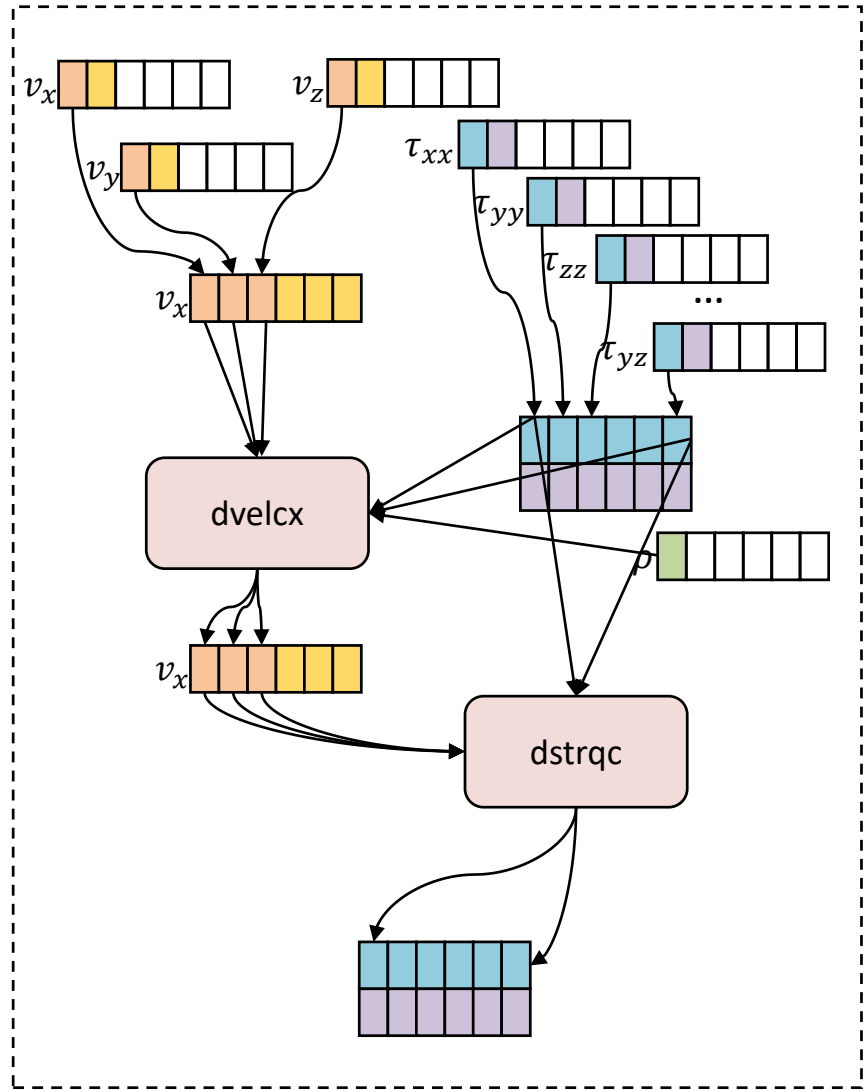 v_x
v_z
v_y
τ_xx
τ_yy
τ_zz
...
v_x
τ_yz
dvelcx
ρ
v_x
dstrqc